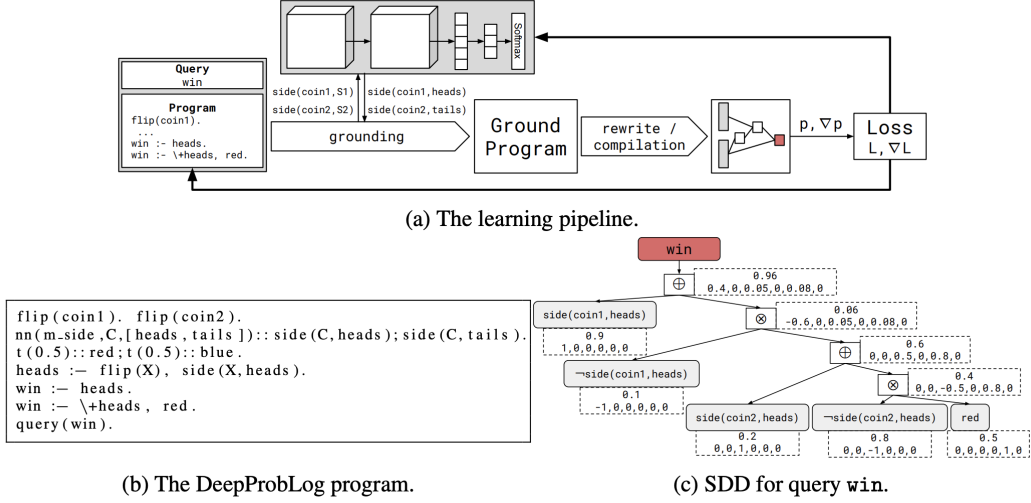 Query
win
Program
flip(coin1).
...
win :- heads.
win :- \+heads, red.
Softmax
side(coin1,S1)
side(coin2,S2)
side(coin1,heads)
side(coin2,tails)
grounding
Ground
Program
rewrite /
compilation
p,∇p
Loss
L,∇L
(a) The learning pipeline.
flip(coin1). flip(coin2).
nn(m_side,C,[heads,tails])::side(C,heads);side(C,tails).
t(0.5)::red;t(0.5)::blue.
heads :− flip(X), side(X,heads).
win :− heads.
win :− \+heads, red.
query(win).
(b) The DeepProbLog program.
win
⊕
0.96
0.4,0,0.05,0,0.08,0
side(coin1,heads)
0.9
1,0,0,0,0,0
⊗
0.06
-0.6,0,0.05,0,0.08,0
¬side(coin1,heads)
0.1
-1,0,0,0,0,0
⊕
0.6
0,0,0.5,0,0.8,0
⊗
0.4
0,0,-0.5,0,0.8,0
side(coin2,heads)
0.2
0,0,1,0,0,0
¬side(coin2,heads)
0.8
0,0,-1,0,0,0
red
0.5
0,0,0,0,1,0
(c) SDD for query win.